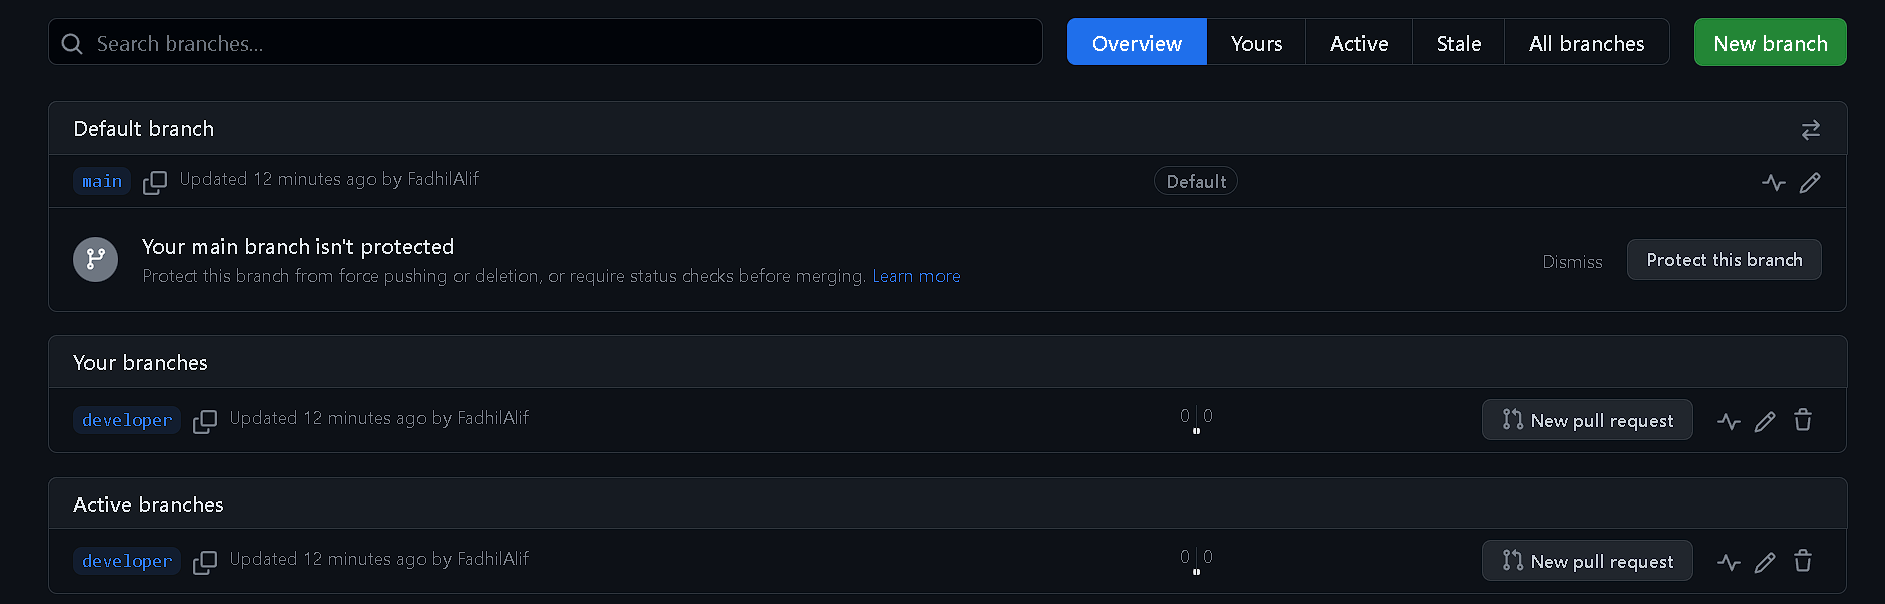 Search branches...
Overview Yours Active Stale All branches New branch
Default branch
main Updated 12 minutes ago by FadhilAlif Default
Your main branch isn't protected
Protect this branch from force pushing or deletion, or require status checks before merging. Learn more
Dismiss Protect this branch
Your branches
developer Updated 12 minutes ago by FadhilAlif 0 0 New pull request
Active branches
developer Updated 12 minutes ago by FadhilAlif 0 0 New pull request